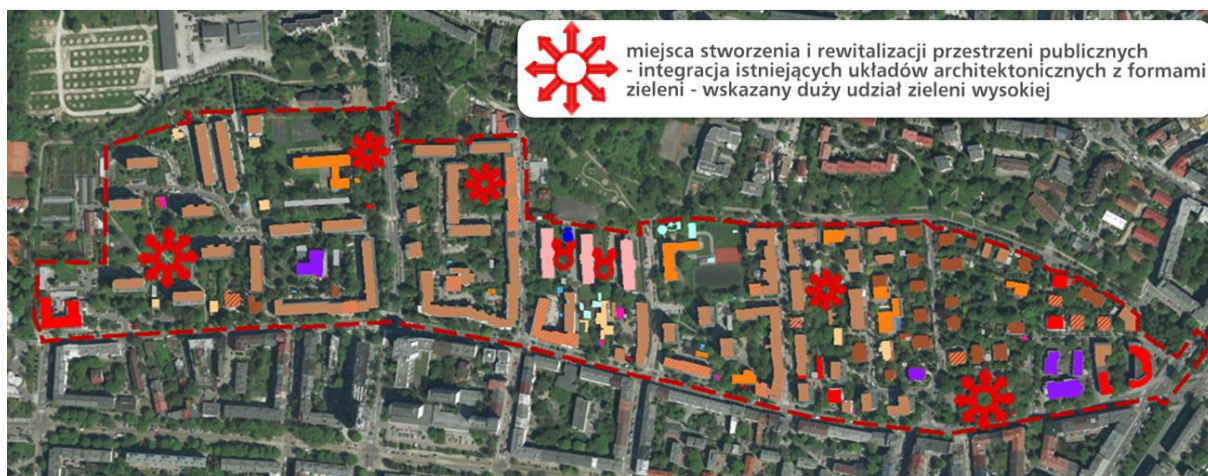 miejsca stworzenia i rewitalizacji przestrzeni publicznych
- integracja istniejących układów architektonicznych z formami
zieleni - wskazany duży udział zieleni wysokiej